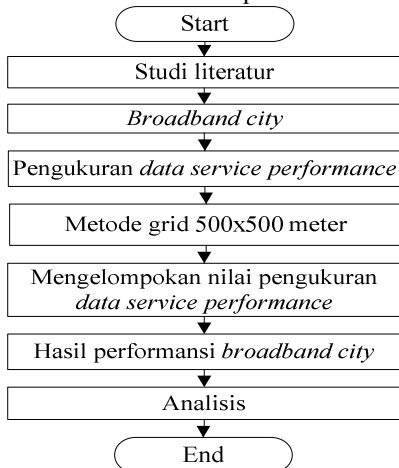 Start
Studi literatur
Broadband city
Pengukuran data service performance
Metode grid 500x500 meter
Mengelompokan nilai pengukuran
data service performance
Hasil performansi broadband city
Analisis
End